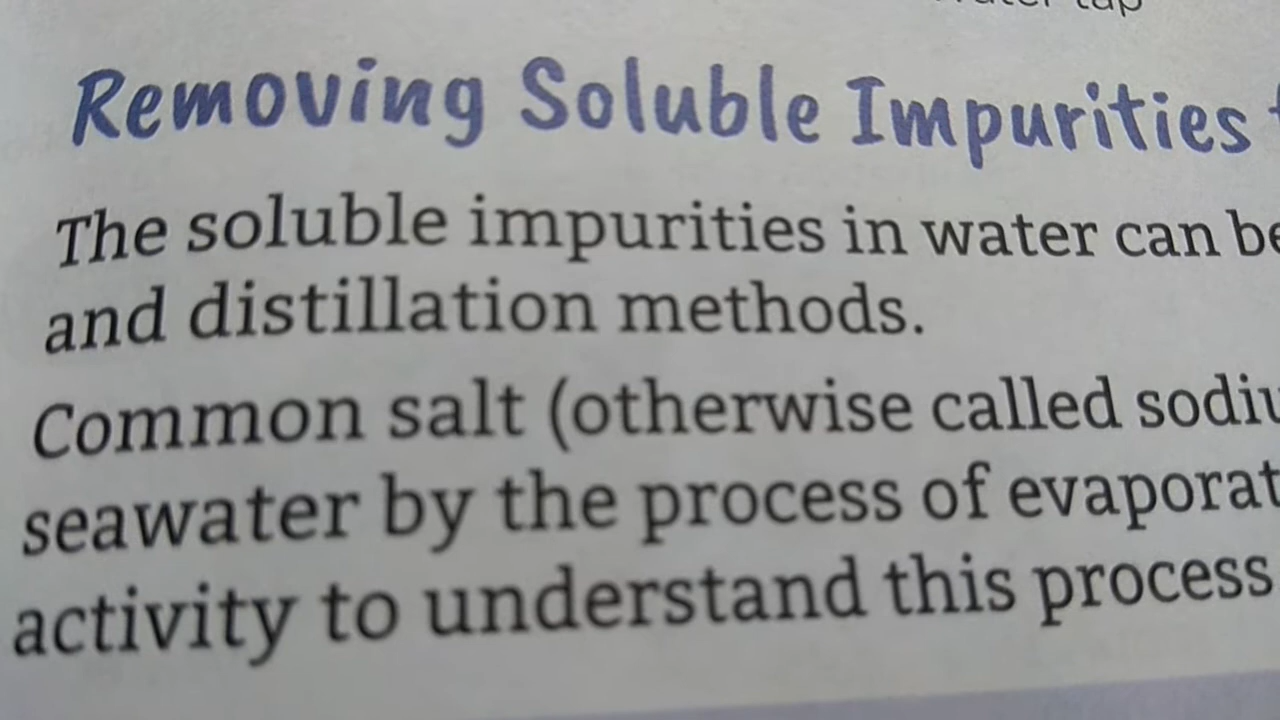 tap
Removing Soluble Impurities
The soluble impurities in water can be
and distillation methods.
Common salt (otherwise called
seawater by the process of
activity to understand this process